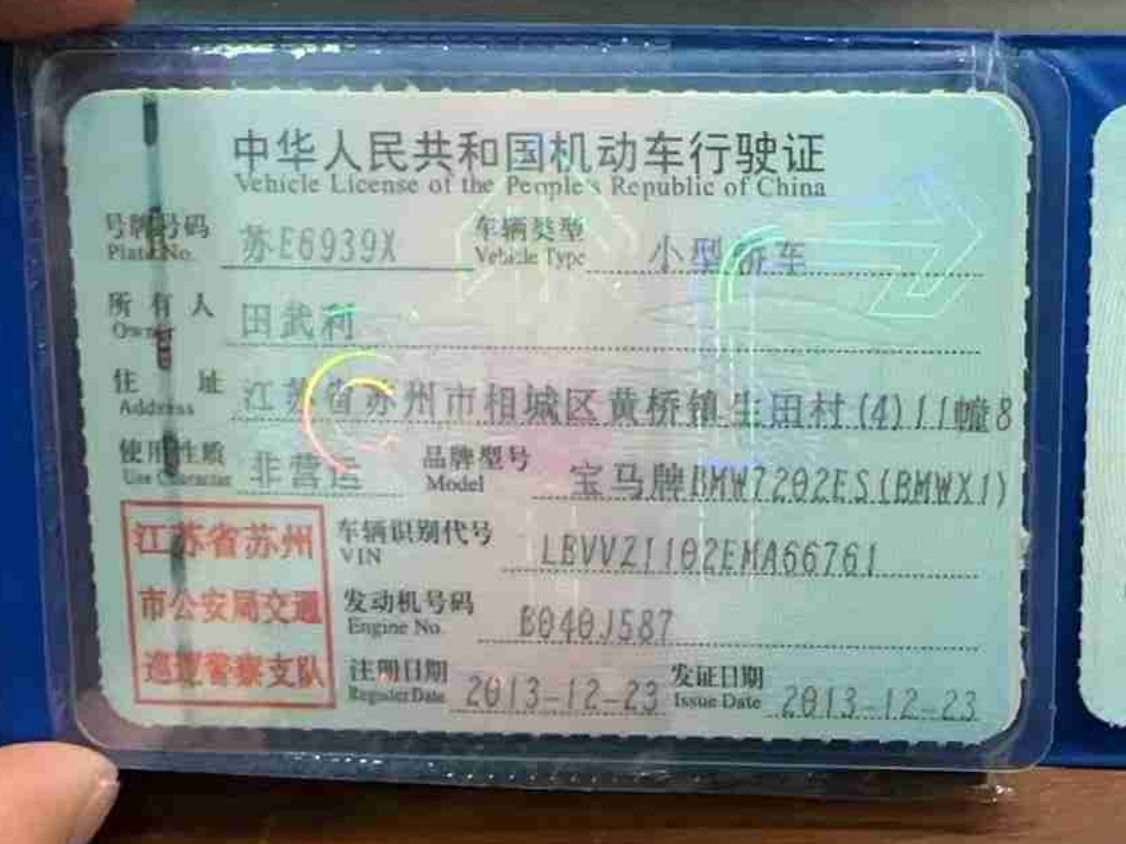 中华人民共和国机动车行驶证
Vehicle License of the People's Republic of China
号牌号码 苏E6939X 车辆类型 小型轿车
Plate No. Vehicle Type
所有人 田武利
Owner
住址 江苏省苏州市相城区黄桥镇生田村(4)11幢8
Address
使用性质 非营运 品牌型号 宝马牌BMW7202ES(BMWX1)
Use Character Model
车辆识别代号 LBVVZ1102EMA66761
VIN
发动机号码 B040J587
Engine No.
注册日期 2013-12-23 发证日期 2013-12-23
Register Date Issue Date
江苏省苏州
市公安局交通
巡逻警察支队